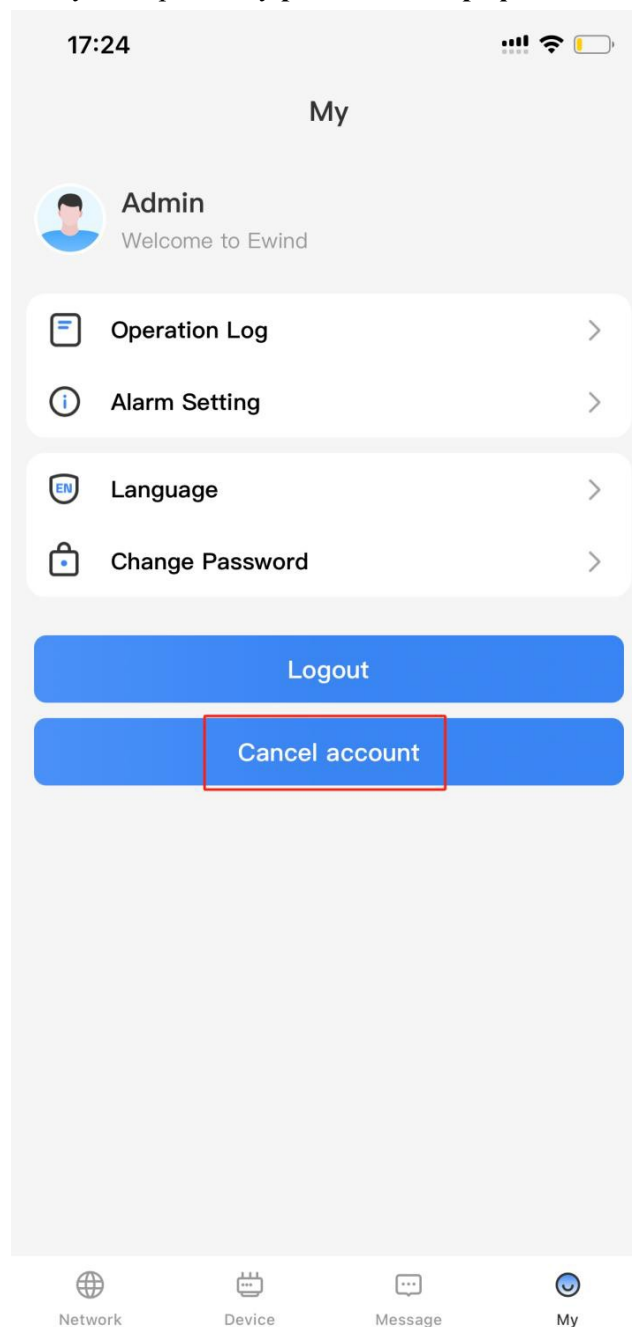 17:24
My
Admin
Welcome to Ewind
Operation Log
Alarm Setting
EN
Language
Change Password
Logout
Cancel account
Network
Device
Message
My